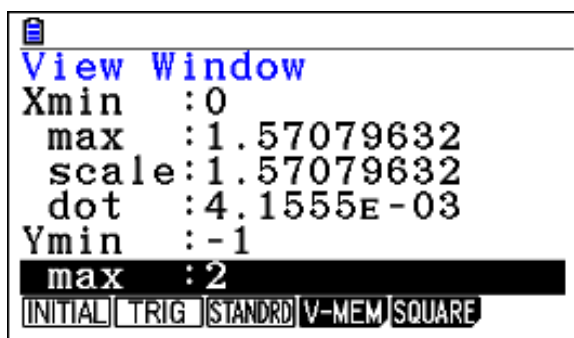 View Window
Xmin :0
max :1.57079632
scale:1.57079632
dot :4.1555E-03
Ymin :-1
max :2
INITIAL TRIG STANDRD V-MEM SQUARE